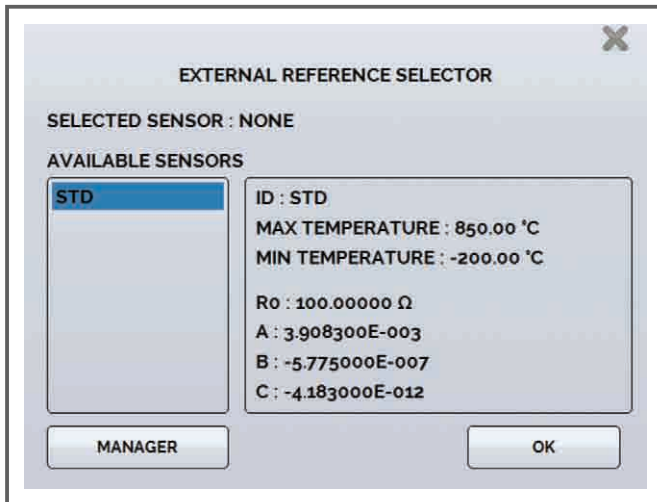 EXTERNAL REFERENCE SELECTOR
SELECTED SENSOR : NONE
AVAILABLE SENSORS
STD
ID : STD
MAX TEMPERATURE : 850.00 °C
MIN TEMPERATURE : -200.00 °C
R0 : 100.00000 Ω
A : 3.908300E-003
B : -5.775000E-007
C : -4.183000E-012
MANAGER
OK